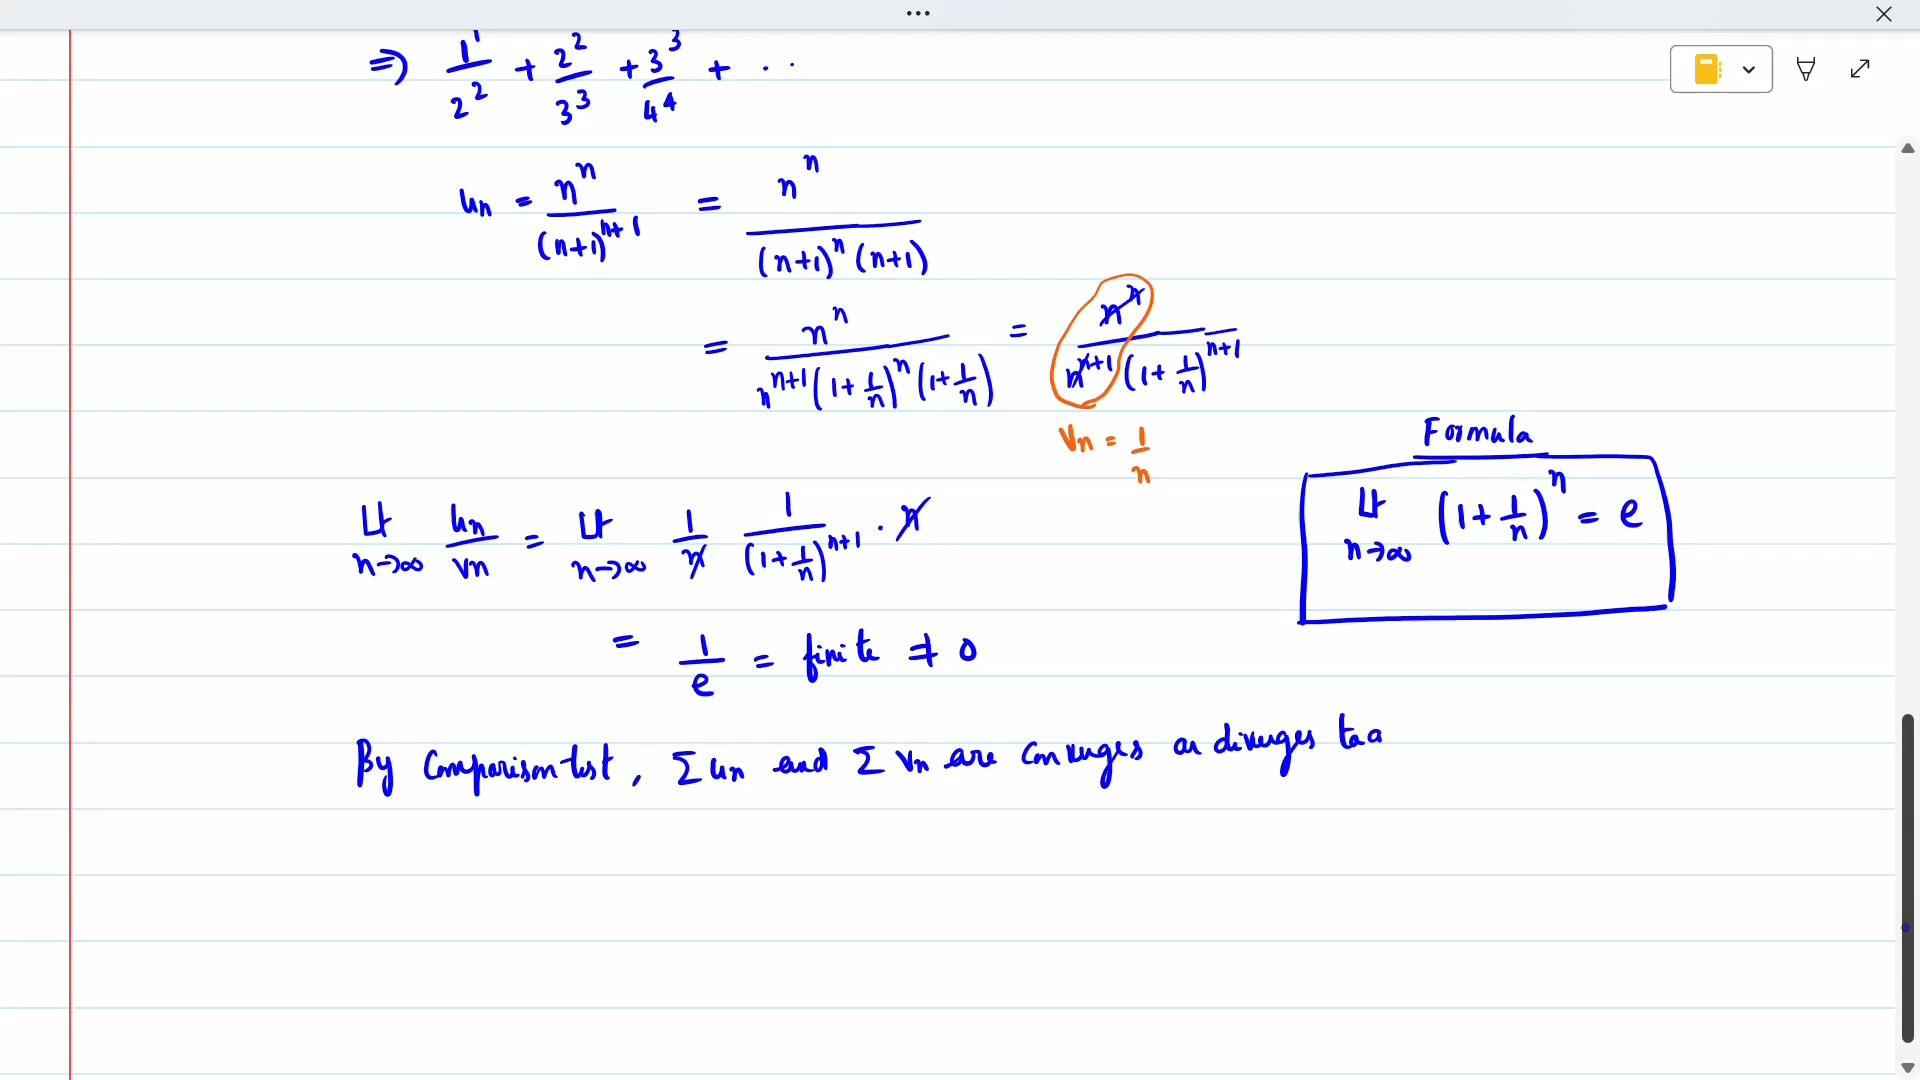 ⇒ 1¹/2² + 2²/3³ + 3³/4⁴ + ...
un = nⁿ/(n+1)ⁿ⁺¹ = nⁿ/(n+1)ⁿ(n+1)
= nⁿ/nⁿ⁺¹(1+1/n)ⁿ(1+1/n) = nⁿ/nⁿ⁺¹(1+1/n)ⁿ⁺¹
Vn = 1/n
Formula
Lt n→∞ (1+1/n)ⁿ = e
Lt n→∞ un/vn = Lt n→∞ 1/n 1/(1+1/n)ⁿ⁺¹ · n
= 1/e = finite ≠ 0
By Comparison test, Σ un and Σ Vn are converges or diverges